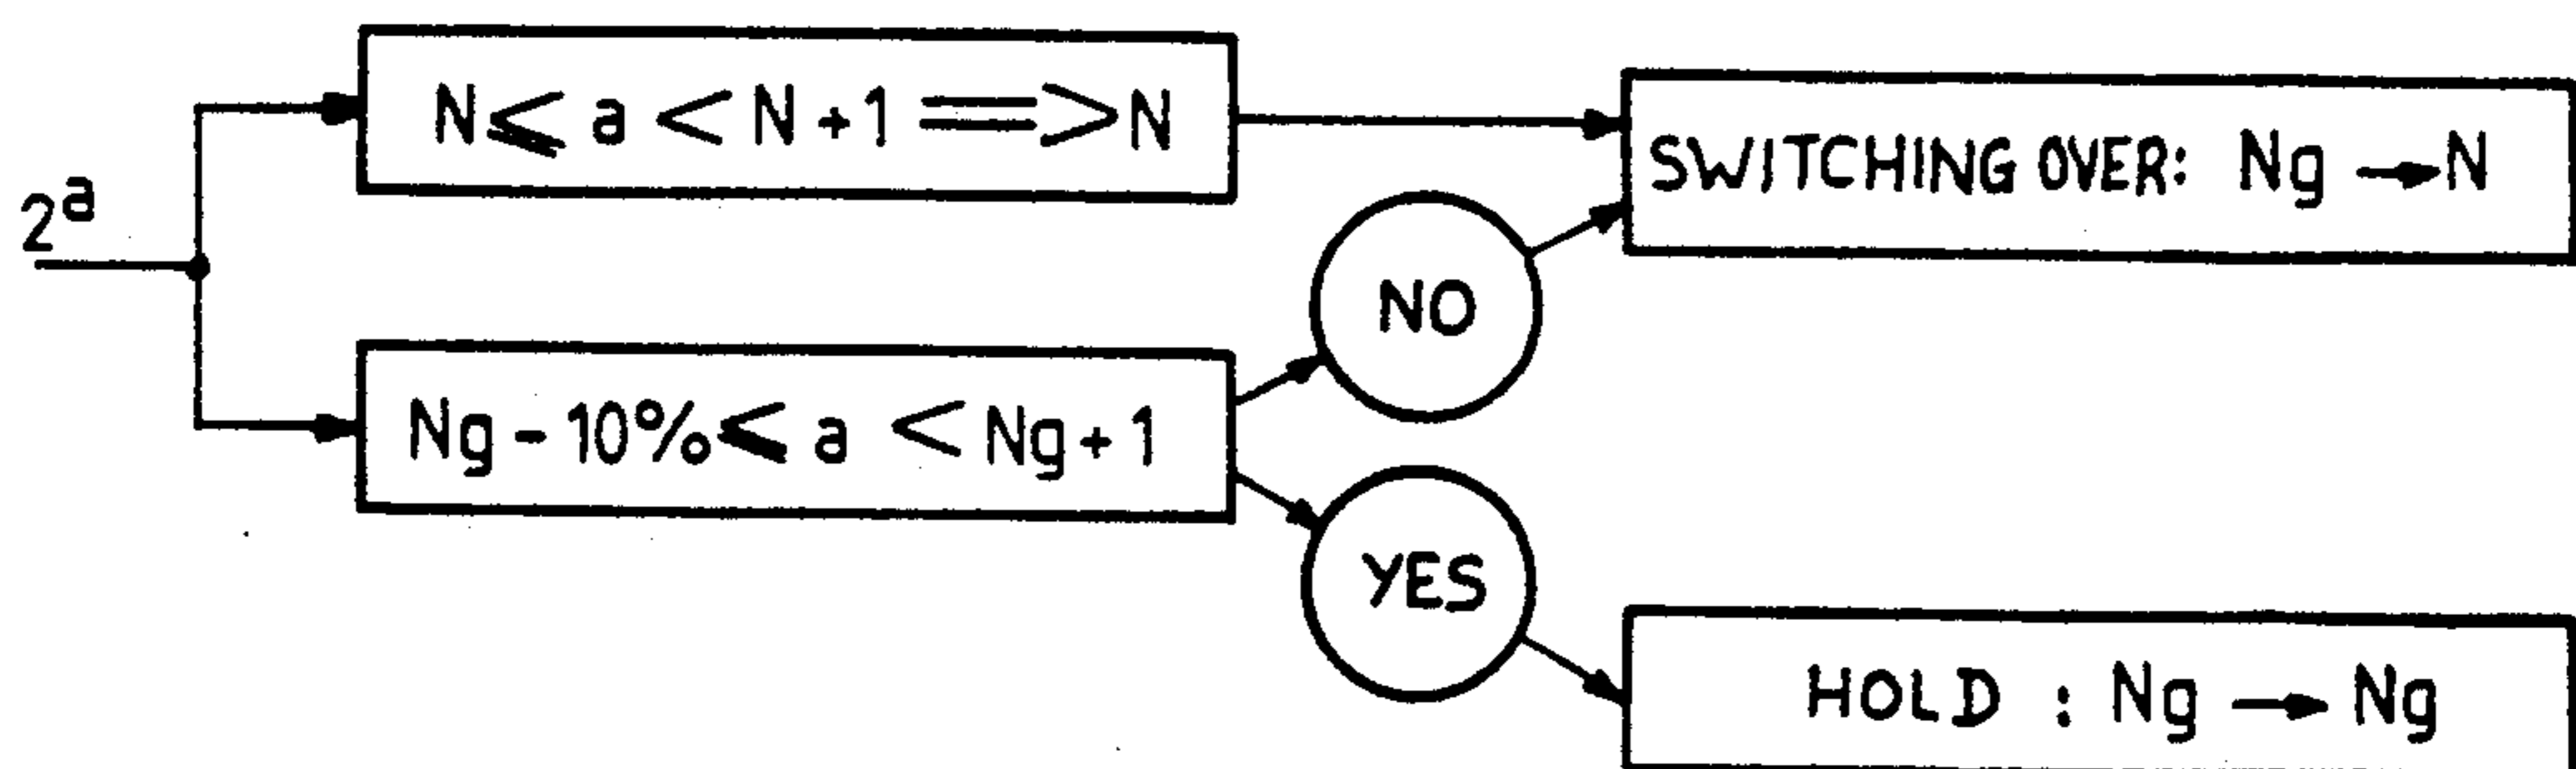 2^a
N ≤ a < N + 1 ==> N
SWITCHING OVER: Ng → N
NO
Ng - 10% ≤ a < Ng + 1
YES
HOLD : Ng → Ng